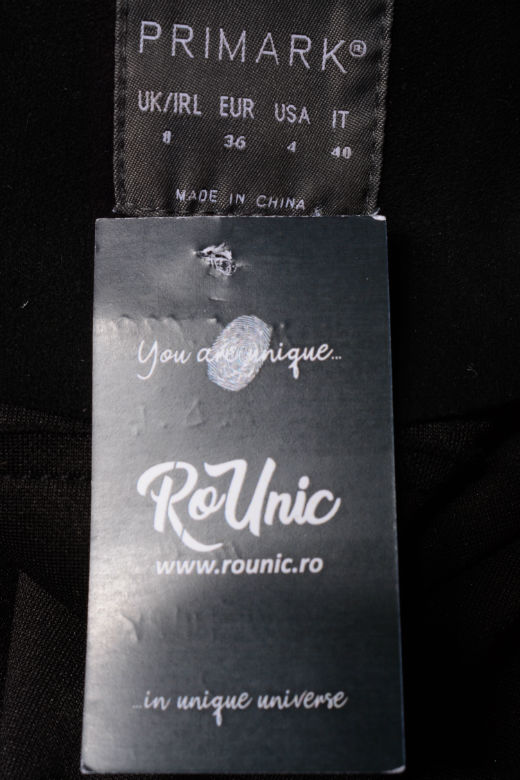 PRIMARK®
UK/IRL EUR USA IT
8 36 4 40
MADE IN CHINA
You are unique...
RoUnic
www.rounic.ro
...in unique universe